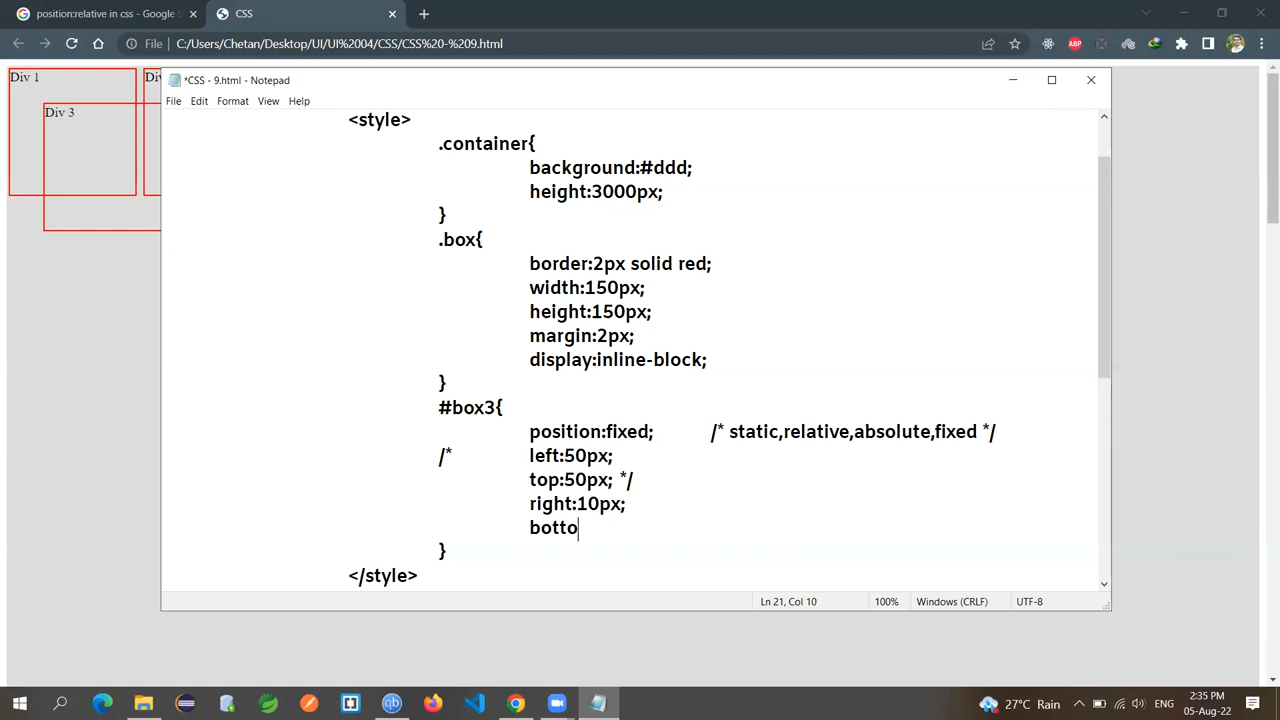 position:relative in css - Google S
CSS
File
C:/Users/Chetan/Desktop/UI/UI%2004/CSS/CSS%20-%209.html
ABP
Div 1
Div 3
*CSS - 9.html - Notepad
File Edit Format View Help
<style>
.container{
background:#ddd;
height:3000px;
}
.box{
border:2px solid red;
width:150px;
height:150px;
margin:2px;
display:inline-block;
}
#box3{
position:fixed; /* static,relative,absolute,fixed */
/* left:50px;
top:50px; */
right:10px;
botto
}
</style>
Ln 21, Col 10 100% Windows (CRLF) UTF-8
27°C Rain
ENG
2:35 PM
05-Aug-22